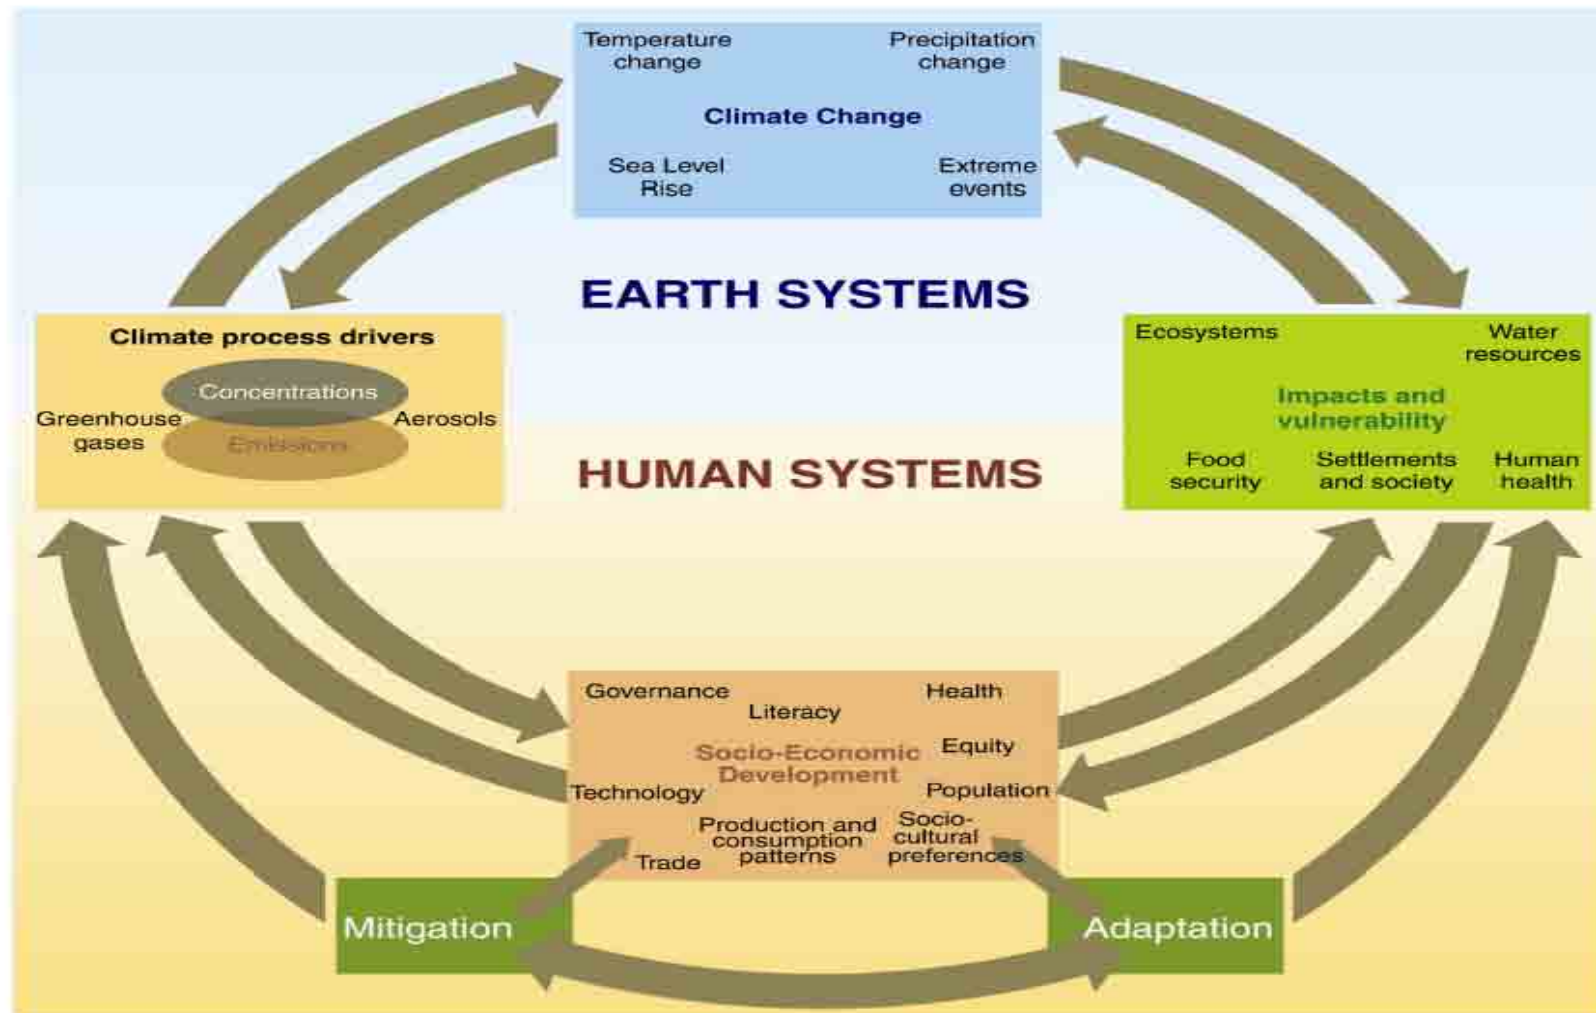 Temperature
change
Precipitation
change
Climate Change
Sea Level
Rise
Extreme
events
EARTH SYSTEMS
Climate process drivers
Concentrations
Greenhouse
gases
Aerosols
Emissions
Ecosystems
Water
resources
Impacts and
vulnerability
Food
security
Settlements
and society
Human
health
HUMAN SYSTEMS
Governance
Literacy
Health
Socio-Economic
Development
Equity
Technology
Population
Production and
consumption
patterns
Socio-
cultural
preferences
Trade
Mitigation
Adaptation